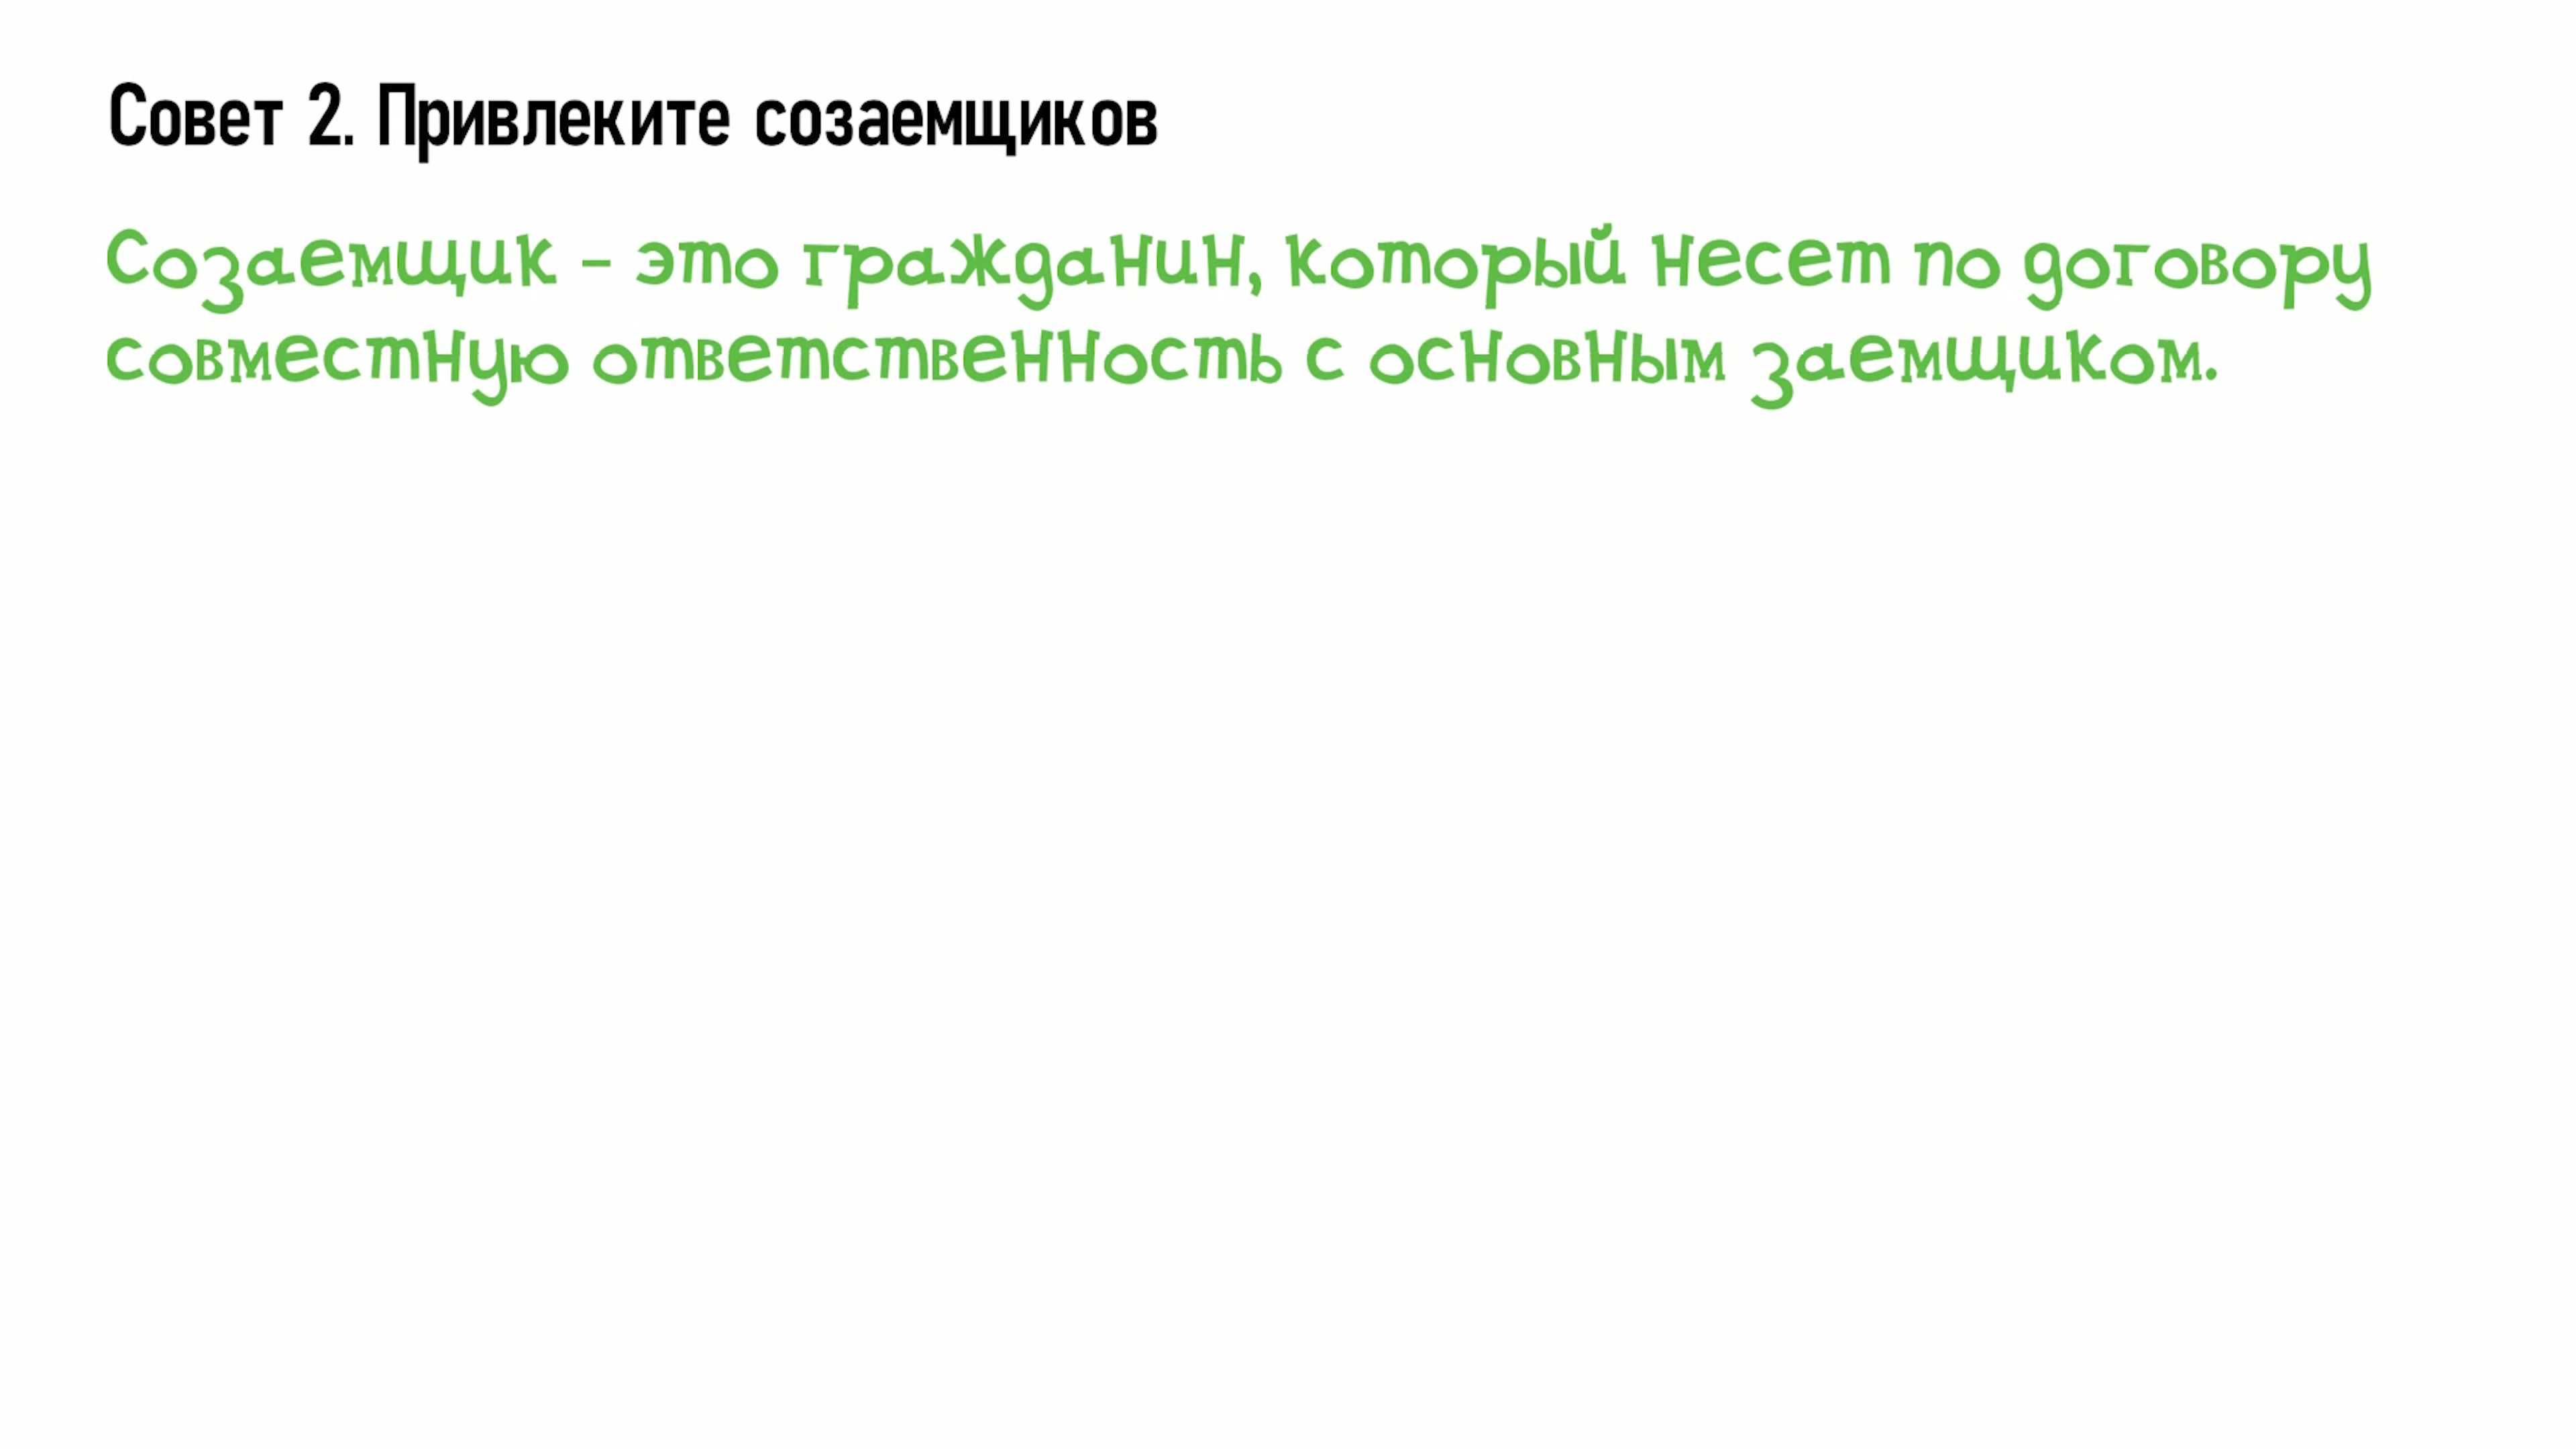 Совет 2. Привлеките созаемщиков
Созаемщик - это гражданин, который несет по договору
совместную ответственность с основным заемщиком.